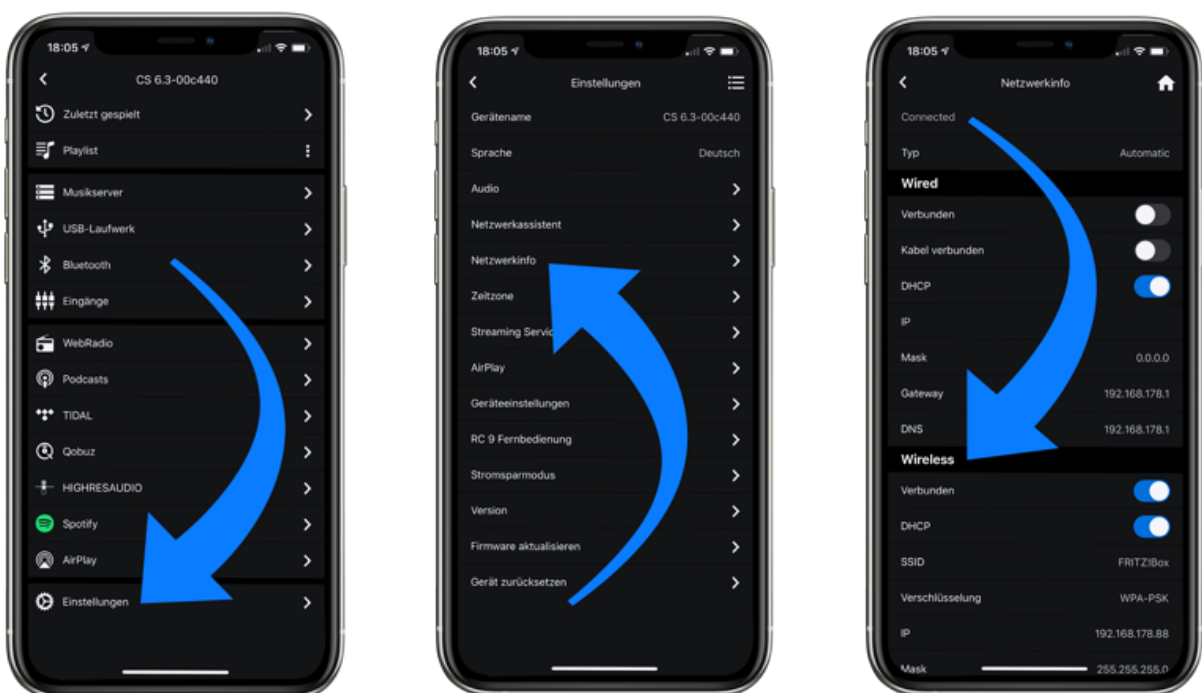 18:05
CS 6.3-00c440
Zuletzt gespielt
Playlist
Musikserver
USB-Laufwerk
Bluetooth
Eingänge
WebRadio
Podcasts
TIDAL
Qobuz
HIGHRESAUDIO
Spotify
AirPlay
Einstellungen
18:05
Einstellungen
Gerätename CS 6.3-00c440
Sprache Deutsch
Audio
Netzwerkassistent
Netzwerkinfo
Zeitzone
Streaming
AirPlay
Geräteeinstellungen
RC 9 Fernbedienung
Stromsparmodus
Version
Firmware aktualisieren
Gerät zurücksetzen
18:05
Netzwerkinfo
Connected
Typ Automatic
Wired
Verbunden
Kabel verbunden
DHCP
IP
Mask 0.0.0.0
Gateway 192.168.178.1
DNS 192.168.178.1
Wireless
Verbunden
DHCP
SSID FRITZ!Box
Verschlüsselung WPA-PSK
IP 192.168.178.88
Mask 255.255.255.0